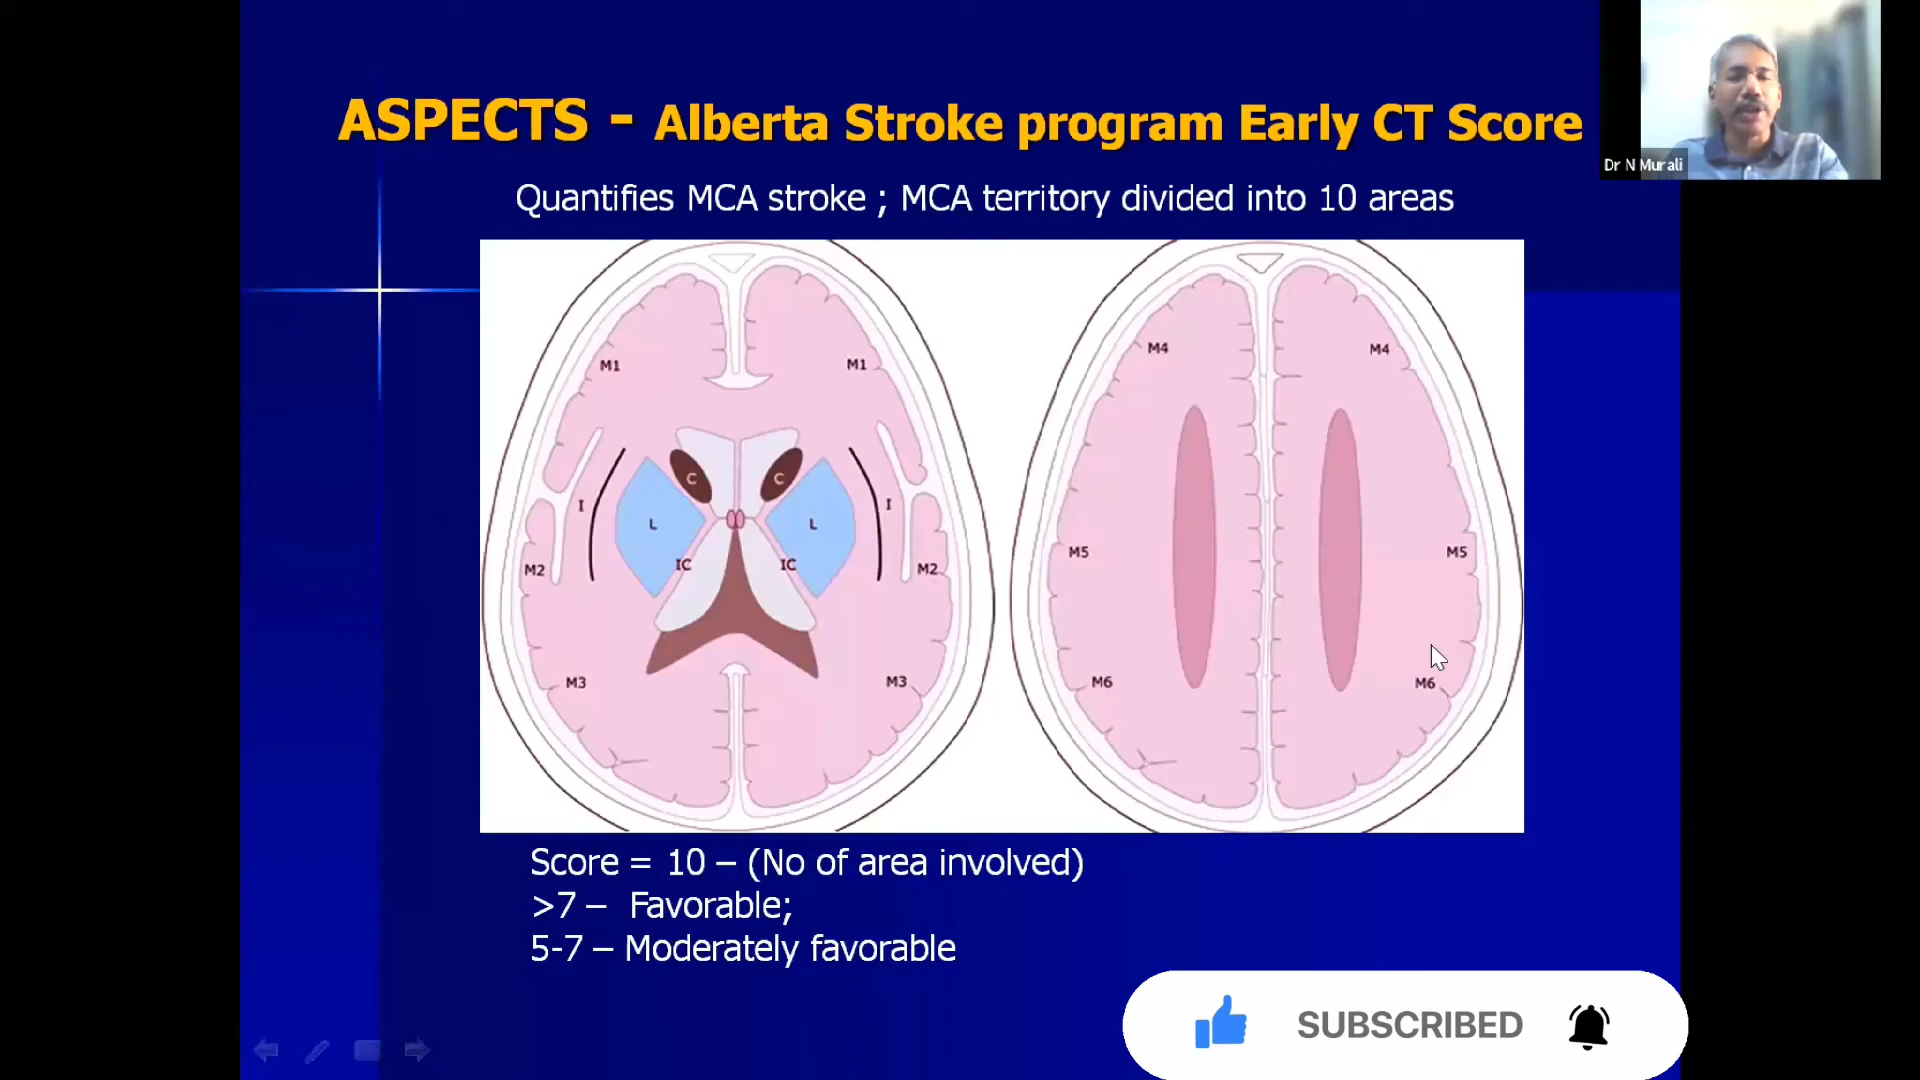 ASPECTS - Alberta Stroke program Early CT Score
Dr N Murali
Quantifies MCA stroke ; MCA territory divided into 10 areas
M1 M1 M4 M4
C C
I L L I
IC IC
M2 M2 M5 M5
M3 M3 M6 M6
Score = 10 – (No of area involved)
>7 – Favorable;
5-7 – Moderately favorable
SUBSCRIBED